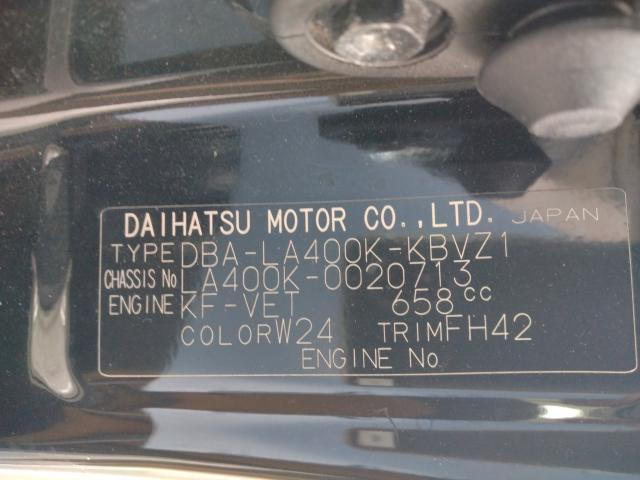 DAIHATSU MOTOR CO.,LTD. JAPAN
TYPE DBA-LA400K-KBVZ1
CHASSIS No LA400K-0020713
ENGINE KF-VET 658cc
COLOR W24 TRIM FH42
ENGINE No